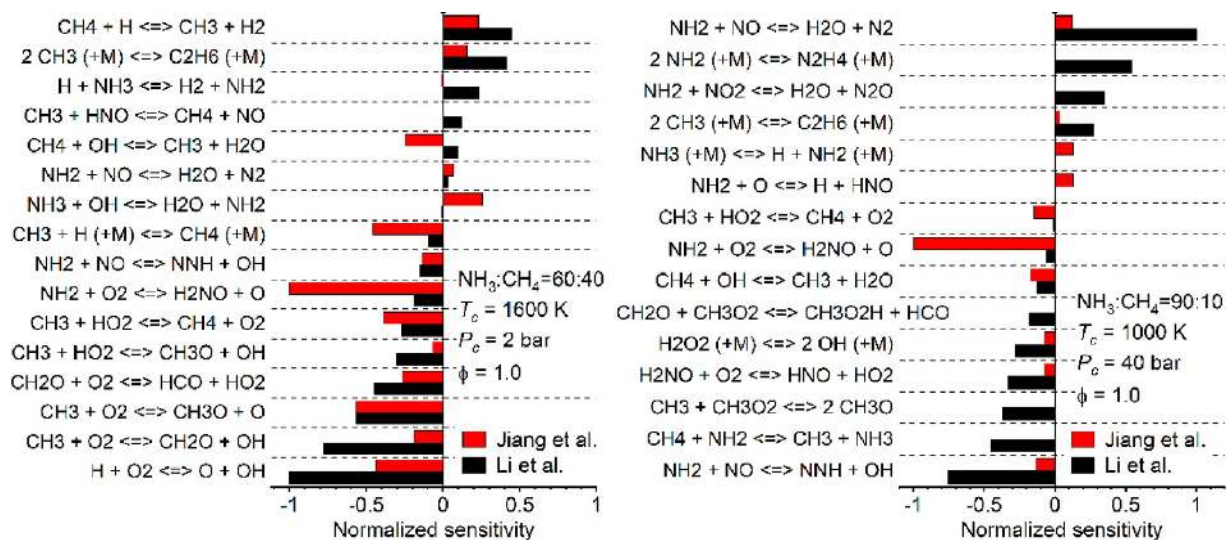 CH4 + H <=> CH3 + H2
2 CH3 (+M) <=> C2H6 (+M)
H + NH3 <=> H2 + NH2
CH3 + HNO <=> CH4 + NO
CH4 + OH <=> CH3 + H2O
NH2 + NO <=> H2O + N2
NH3 + OH <=> H2O + NH2
CH3 + H (+M) <=> CH4 (+M)
NH2 + NO <=> NNH + OH
NH2 + O2 <=> H2NO + O
CH3 + HO2 <=> CH4 + O2
CH3 + HO2 <=> CH3O + OH
CH2O + O2 <=> HCO + HO2
CH3 + O2 <=> CH3O + O
CH3 + O2 <=> CH2O + OH
H + O2 <=> O + OH
NH₃:CH₄=60:40
T_c = 1600 K
P_c = 2 bar
ϕ = 1.0
Jiang et al.
Li et al.
-1 -0.5 0 0.5 1
Normalized sensitivity
NH2 + NO <=> H2O + N2
2 NH2 (+M) <=> N2H4 (+M)
NH2 + NO2 <=> H2O + N2O
2 CH3 (+M) <=> C2H6 (+M)
NH3 (+M) <=> H + NH2 (+M)
NH2 + O <=> H + HNO
CH3 + HO2 <=> CH4 + O2
NH2 + O2 <=> H2NO + O
CH4 + OH <=> CH3 + H2O
CH2O + CH3O2 <=> CH3O2H + HCO
H2O2 (+M) <=> 2 OH (+M)
H2NO + O2 <=> HNO + HO2
CH3 + CH3O2 <=> 2 CH3O
CH4 + NH2 <=> CH3 + NH3
NH2 + NO <=> NNH + OH
NH₃:CH₄=90:10
T_c = 1000 K
P_c = 40 bar
ϕ = 1.0
Jiang et al.
Li et al.
-1 -0.5 0 0.5 1
Normalized sensitivity